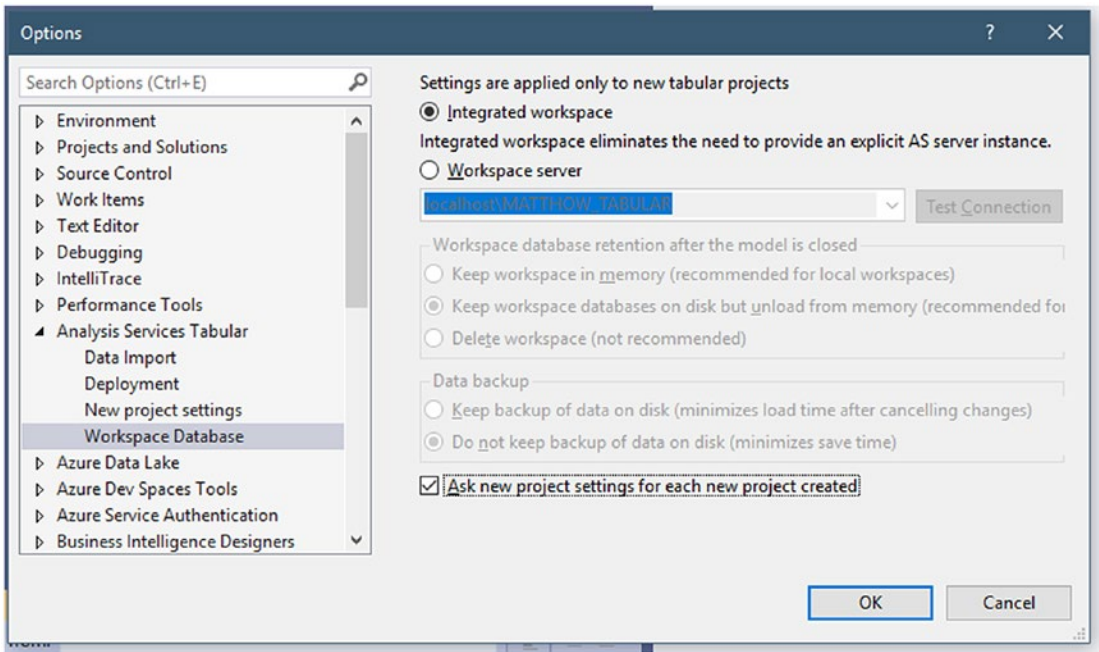 Options
Search Options (Ctrl+E)
Environment
Projects and Solutions
Source Control
Work Items
Text Editor
Debugging
IntelliTrace
Performance Tools
Analysis Services Tabular
Data Import
Deployment
New project settings
Workspace Database
Azure Data Lake
Azure Dev Spaces Tools
Azure Service Authentication
Business Intelligence Designers
Settings are applied only to new tabular projects
Integrated workspace
Integrated workspace eliminates the need to provide an explicit AS server instance.
Workspace server
localhost\MATTHOW_TABULAR
Test Connection
Workspace database retention after the model is closed
Keep workspace in memory (recommended for local workspaces)
Keep workspace databases on disk but unload from memory (recommended for
Delete workspace (not recommended)
Data backup
Keep backup of data on disk (minimizes load time after cancelling changes)
Do not keep backup of data on disk (minimizes save time)
Ask new project settings for each new project created
OK
Cancel